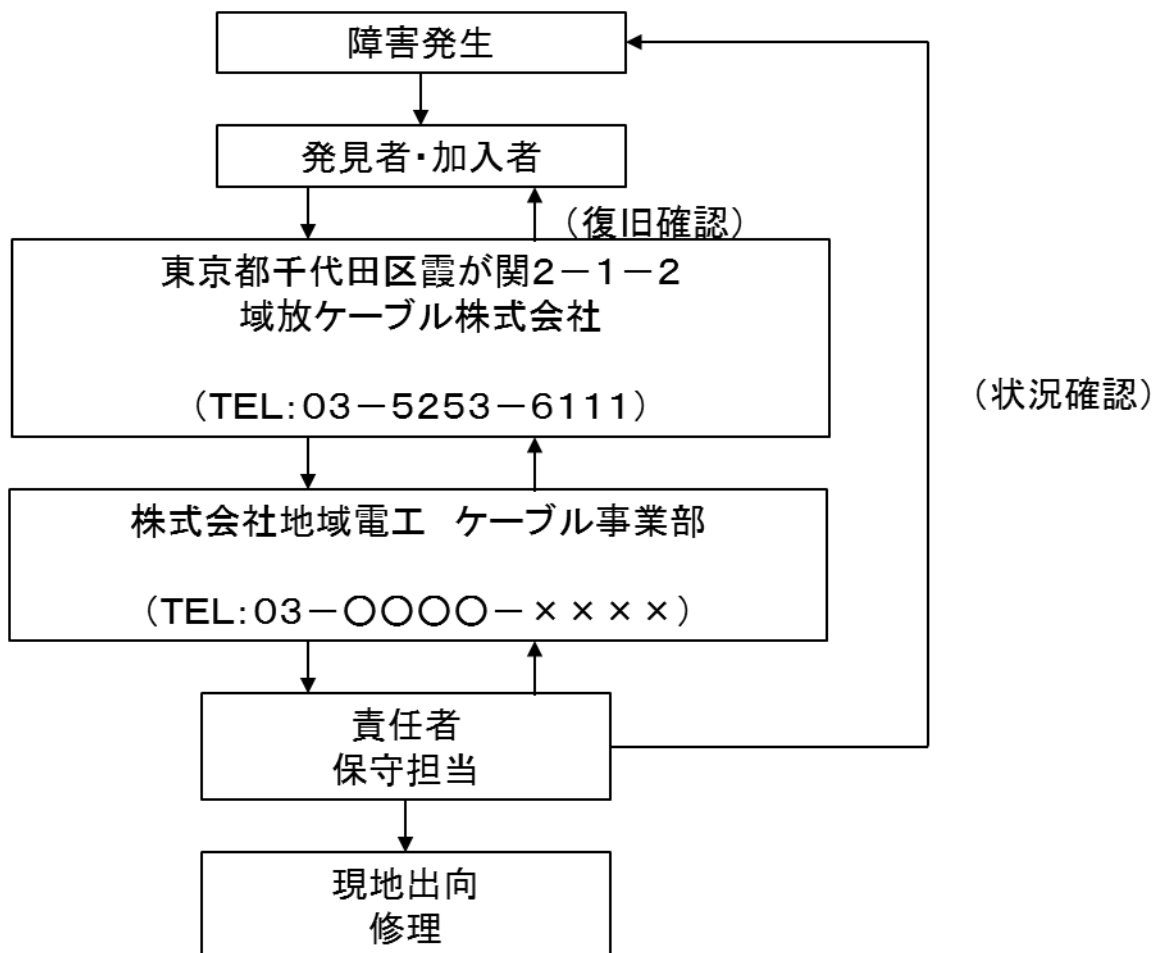 障害発生
発見者・加入者
（復旧確認）
東京都千代田区霞が関２－１－２
域放ケーブル株式会社
（TEL:０３－５２５３－６１１１）
（状況確認）
株式会社地域電工　ケーブル事業部
（TEL:０３－〇〇〇〇－××××）
責任者
保守担当
現地出向
修理